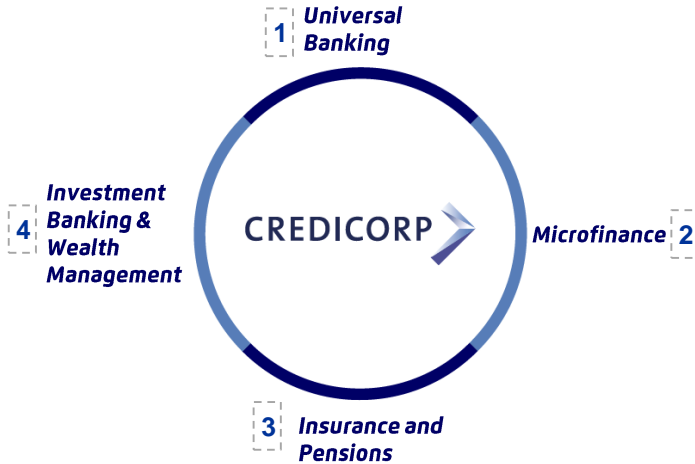 1
Universal
Banking
4
Investment
Banking &
Wealth
Management
CREDICORP
Microfinance
2
3
Insurance and
Pensions